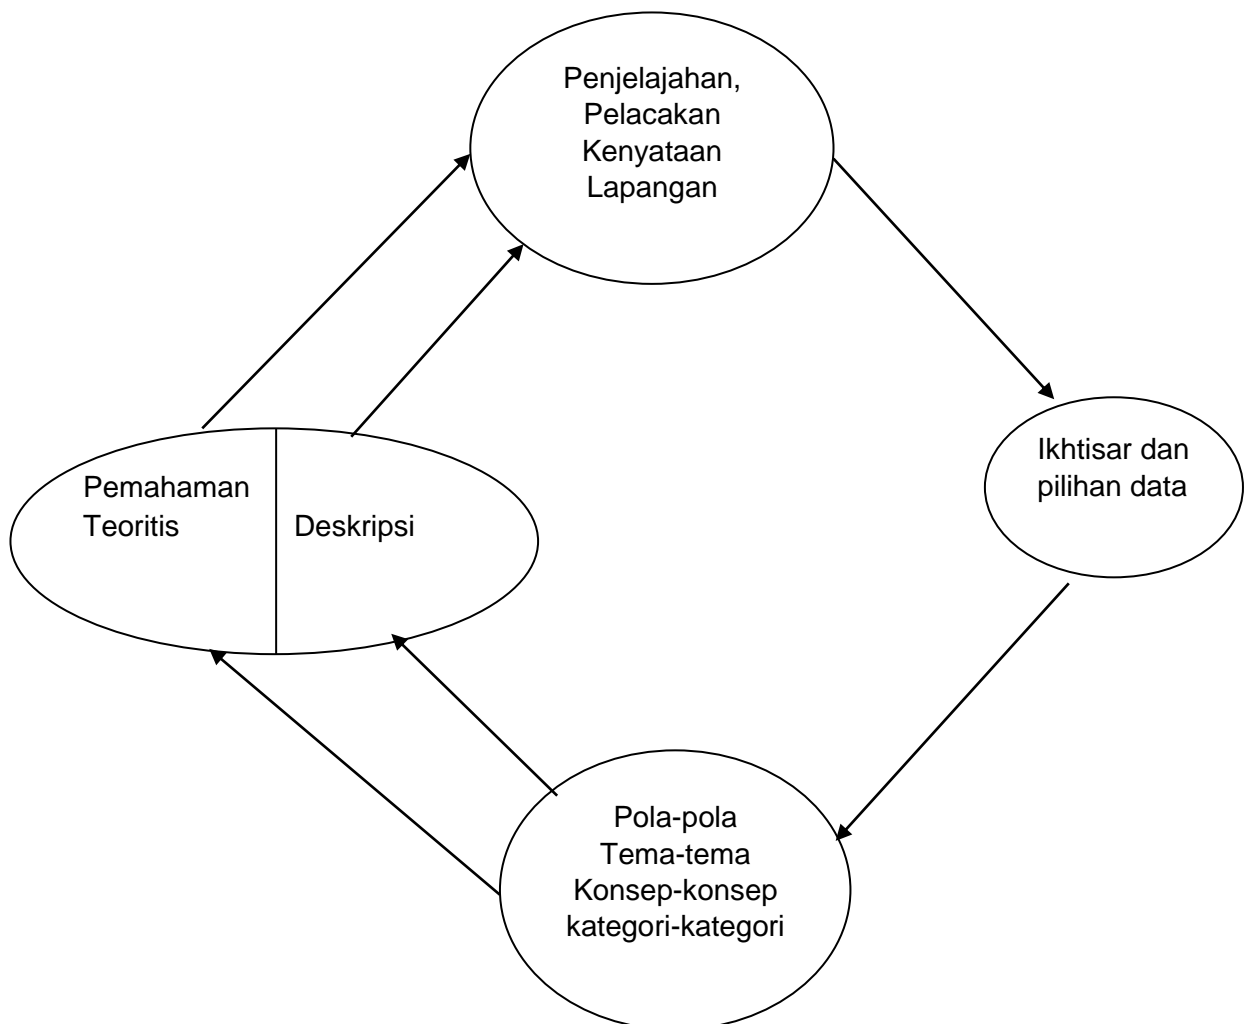 Penjelajahan,
Pelacakan
Kenyataan
Lapangan
Ikhtisar dan
pilihan data
Pemahaman
Teoritis
Deskripsi
Pola-pola
Tema-tema
Konsep-konsep
kategori-kategori